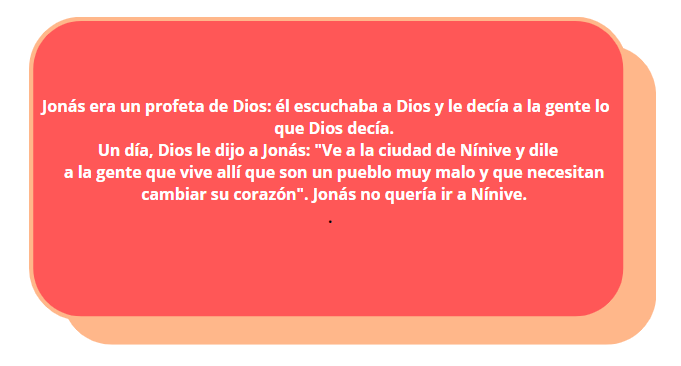 Jonás era un profeta de Dios: él escuchaba a Dios y le decía a la gente lo
que Dios decía.
Un día, Dios le dijo a Jonás: "Ve a la ciudad de Nínive y dile
a la gente que vive allí que son un pueblo muy malo y que necesitan
cambiar su corazón". Jonás no quería ir a Nínive.
.